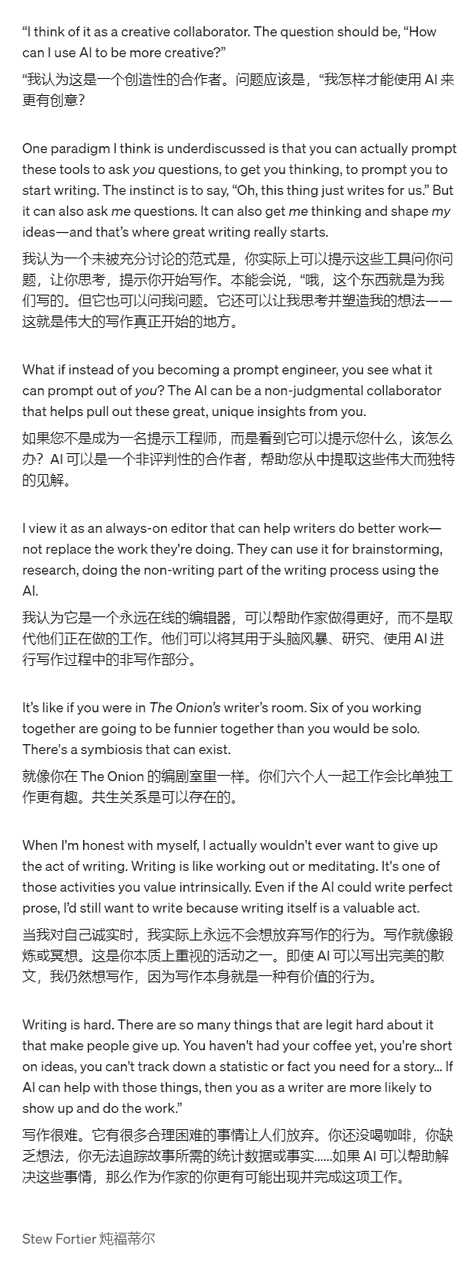 “I think of it as a creative collaborator. The question should be, “How
can I use AI to be more creative?”
“我认为这是一个创造性的合作者。问题应该是，“我怎样才能使用 AI 来
更有创意？
One paradigm I think is underdiscussed is that you can actually prompt
these tools to ask you questions, to get you thinking, to prompt you to
start writing. The instinct is to say, “Oh, this thing just writes for us.” But
it can also ask me questions. It can also get me thinking and shape my
ideas—and that’s where great writing really starts.
我认为一个未被充分讨论的范式是，你实际上可以提示这些工具问你问
题，让你思考，提示你开始写作。本能会说，“哦，这个东西就是为我
们写的。但它也可以问我问题。它还可以让我思考并塑造我的想法——
这就是伟大的写作真正开始的地方。
What if instead of you becoming a prompt engineer, you see what it
can prompt out of you? The AI can be a non-judgmental collaborator
that helps pull out these great, unique insights from you.
如果您不是成为一名提示工程师，而是看到它可以提示您什么，该怎么
办？AI 可以是一个非评判性的合作者，帮助您从中提取这些伟大而独特
的见解。
I view it as an always-on editor that can help writers do better work—
not replace the work they're doing. They can use it for brainstorming,
research, doing the non-writing part of the writing process using the
AI.
我认为它是一个永远在线的编辑器，可以帮助作家做得更好，而不是取
代他们正在做的工作。他们可以将其用于头脑风暴、研究、使用 AI 进
行写作过程中的非写作部分。
It’s like if you were in The Onion’s writer’s room. Six of you working
together are going to be funnier together than you would be solo.
There's a symbiosis that can exist.
就像你在 The Onion 的编剧室里一样。你们六个人一起工作会比单独工
作更有趣。共生关系是可以存在的。
When I'm honest with myself, I actually wouldn't ever want to give up
the act of writing. Writing is like working out or meditating. It's one of
those activities you value intrinsically. Even if the AI could write perfect
prose, I’d still want to write because writing itself is a valuable act.
当我对自己诚实时，我实际上永远不会想放弃写作的行为。写作就像锻
炼或冥想。这是你本质上重视的活动之一。即使 AI 可以写出完美的散
文，我仍然想写作，因为写作本身就是一种有价值的行为。
Writing is hard. There are so many things that are legit hard about it
that make people give up. You haven't had your coffee yet, you're short
on ideas, you can't track down a statistic or fact you need for a story... If
AI can help with those things, then you as a writer are more likely to
show up and do the work.”
写作很难。它有很多合理困难的事情让人们放弃。你还没喝咖啡，你缺
乏想法，你无法追踪故事所需的统计数据或事实......如果 AI 可以帮助解
决这些事情，那么作为作家的你更有可能出现并完成这项工作。
Stew Fortier 炖福蒂尔